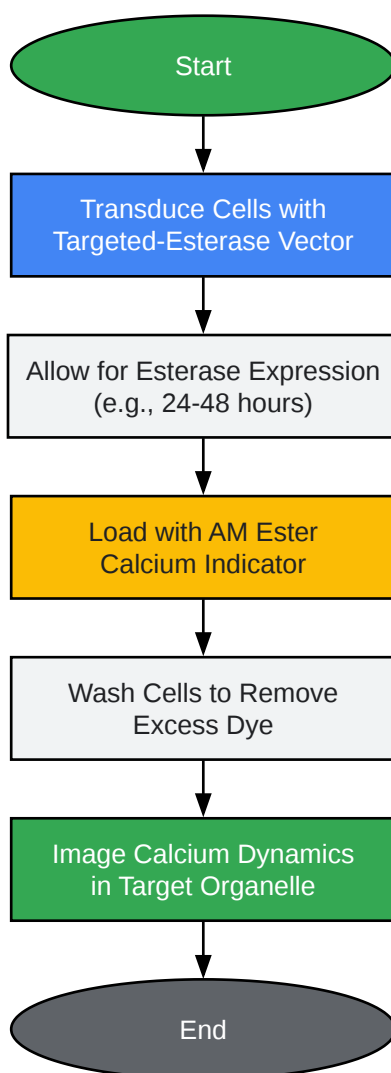 Start
Transduce Cells with
Targeted-Esterase Vector
Allow for Esterase Expression
(e.g., 24-48 hours)
Load with AM Ester
Calcium Indicator
Wash Cells to Remove
Excess Dye
Image Calcium Dynamics
in Target Organelle
End